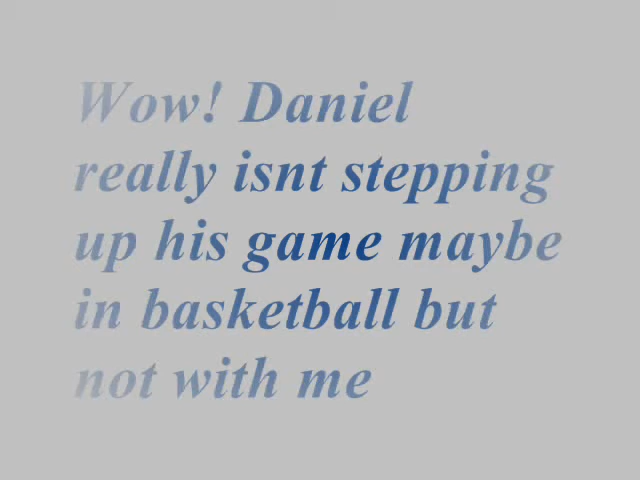 Wow! Daniel
really isnt stepping
up his game maybe
in basketball but
not with me